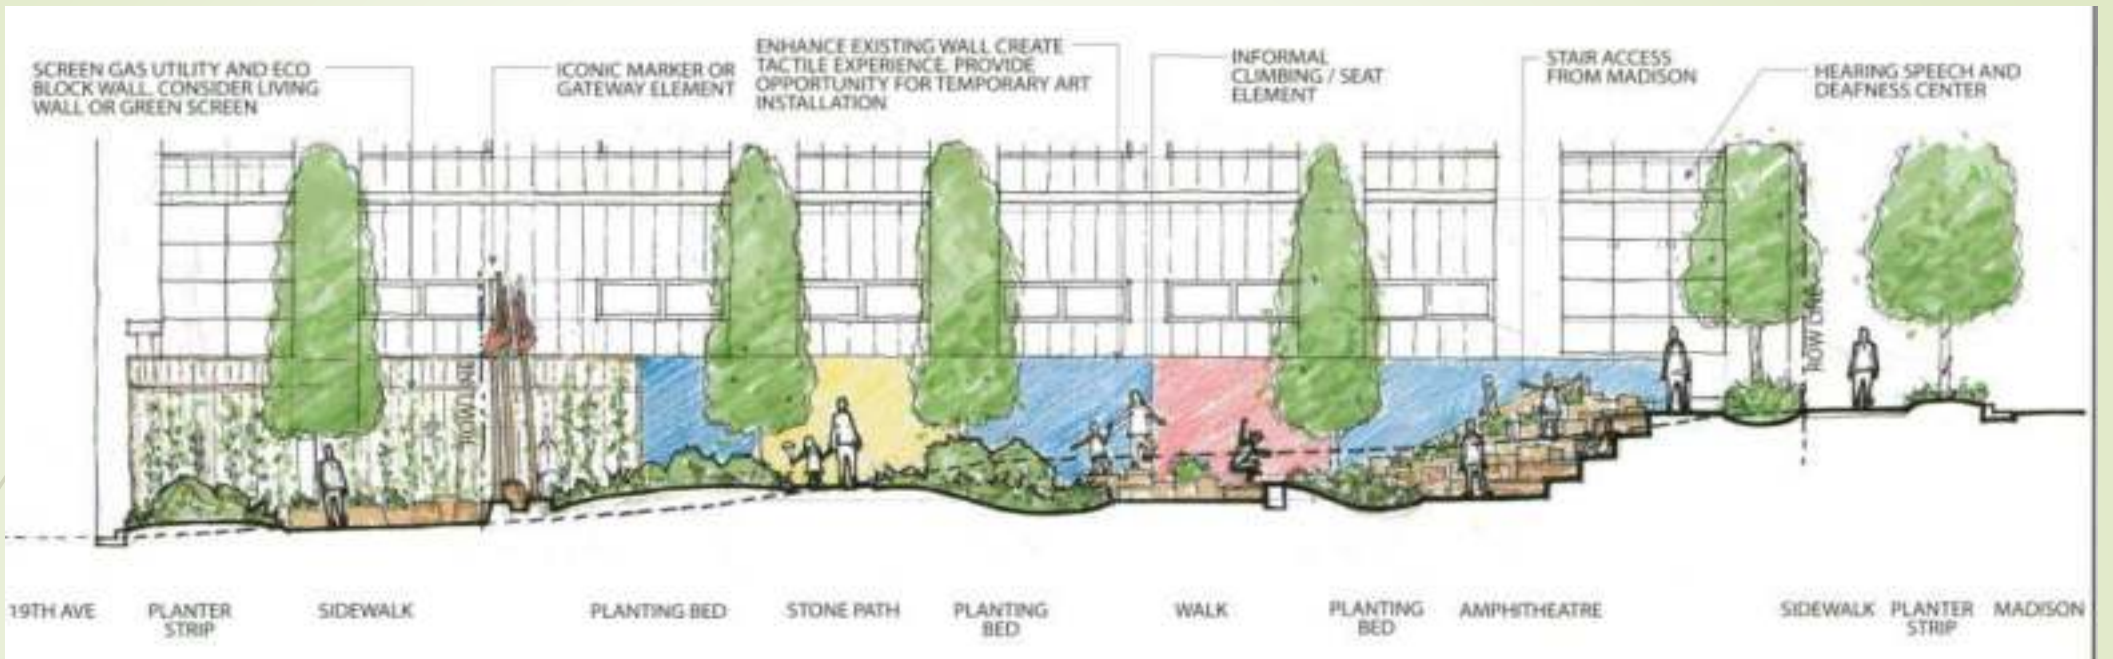 SCREEN GAS UTILITY AND ECO
BLOCK WALL. CONSIDER LIVING
WALL OR GREEN SCREEN
ICONIC MARKER OR
GATEWAY ELEMENT
ENHANCE EXISTING WALL CREATE
TACTILE EXPERIENCE. PROVIDE
OPPORTUNITY FOR TEMPORARY ART
INSTALLATION
INFORMAL
CLIMBING / SEAT
ELEMENT
STAIR ACCESS
FROM MADISON
HEARING SPEECH AND
DEAFNESS CENTER
ROW LINE
ROW LINE
19TH AVE
PLANTER
STRIP
SIDEWALK
PLANTING BED
STONE PATH
PLANTING
BED
WALK
PLANTING
BED
AMPHITHEATRE
SIDEWALK
PLANTER
STRIP
MADISON